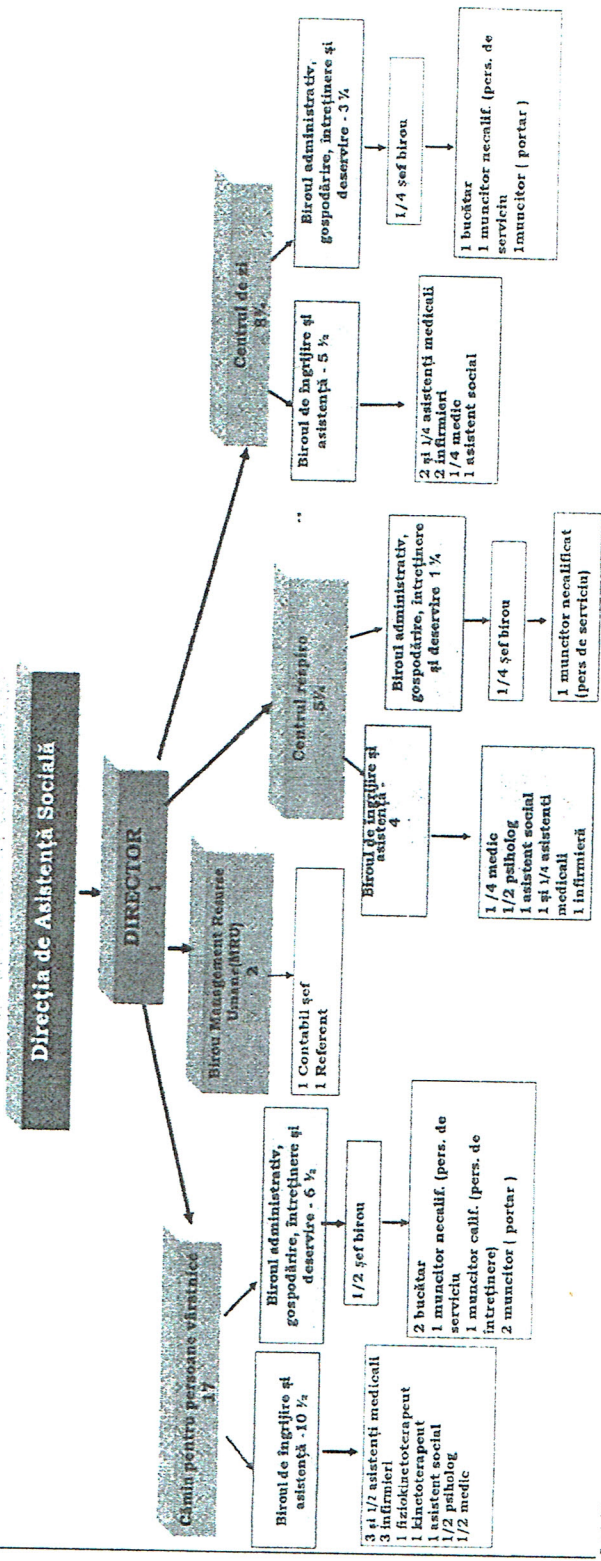 Direcția de Asistență Socială
DIRECTOR
1
Cămin pentru persoane vârstnice
17
Biroul de îngrijire și
asistență - 10 ½
3 și 1/2 asistenți medicali
3 infirmieri
1 fiziokinetoterapeut
1 kinetoterapeut
1 asistent social
1/2 psiholog
1/2 medic
Biroul administrativ,
gospodărire, întreținere și
deservire - 6 ½
1/2 șef birou
2 bucătar
1 muncitor necalif. (pers. de
serviciu
1 muncitor calif. (pers. de
întreținere)
2 muncitor ( portar )
Birou Management Resurse
Umane(MRU)
2
1 Contabil șef
1 Referent
Centrul respiro
5¼
Biroul de îngrijire și
asistență -
4
1/4 medic
1/2 psiholog
1 asistent social
1 și 1/4 asistenti
medicali
1 infirmieră
Biroul administrativ,
gospodărire, întreținere
și deservire 1 ¼
1/4 șef birou
1 muncitor necalificat
(pers de serviciu)
Centrul de zi
Biroul de îngrijire și
asistență - 5 ½
2 și 1/4 asistenți medicali
2 infirmieri
1/4 medic
1 asistent social
Biroul administrativ,
gospodărire, întreținere și
deservire - 3 ¼
1/4 șef birou
1 bucătar
1 muncitor necalif. (pers. de
serviciu
1muncitor ( portar )